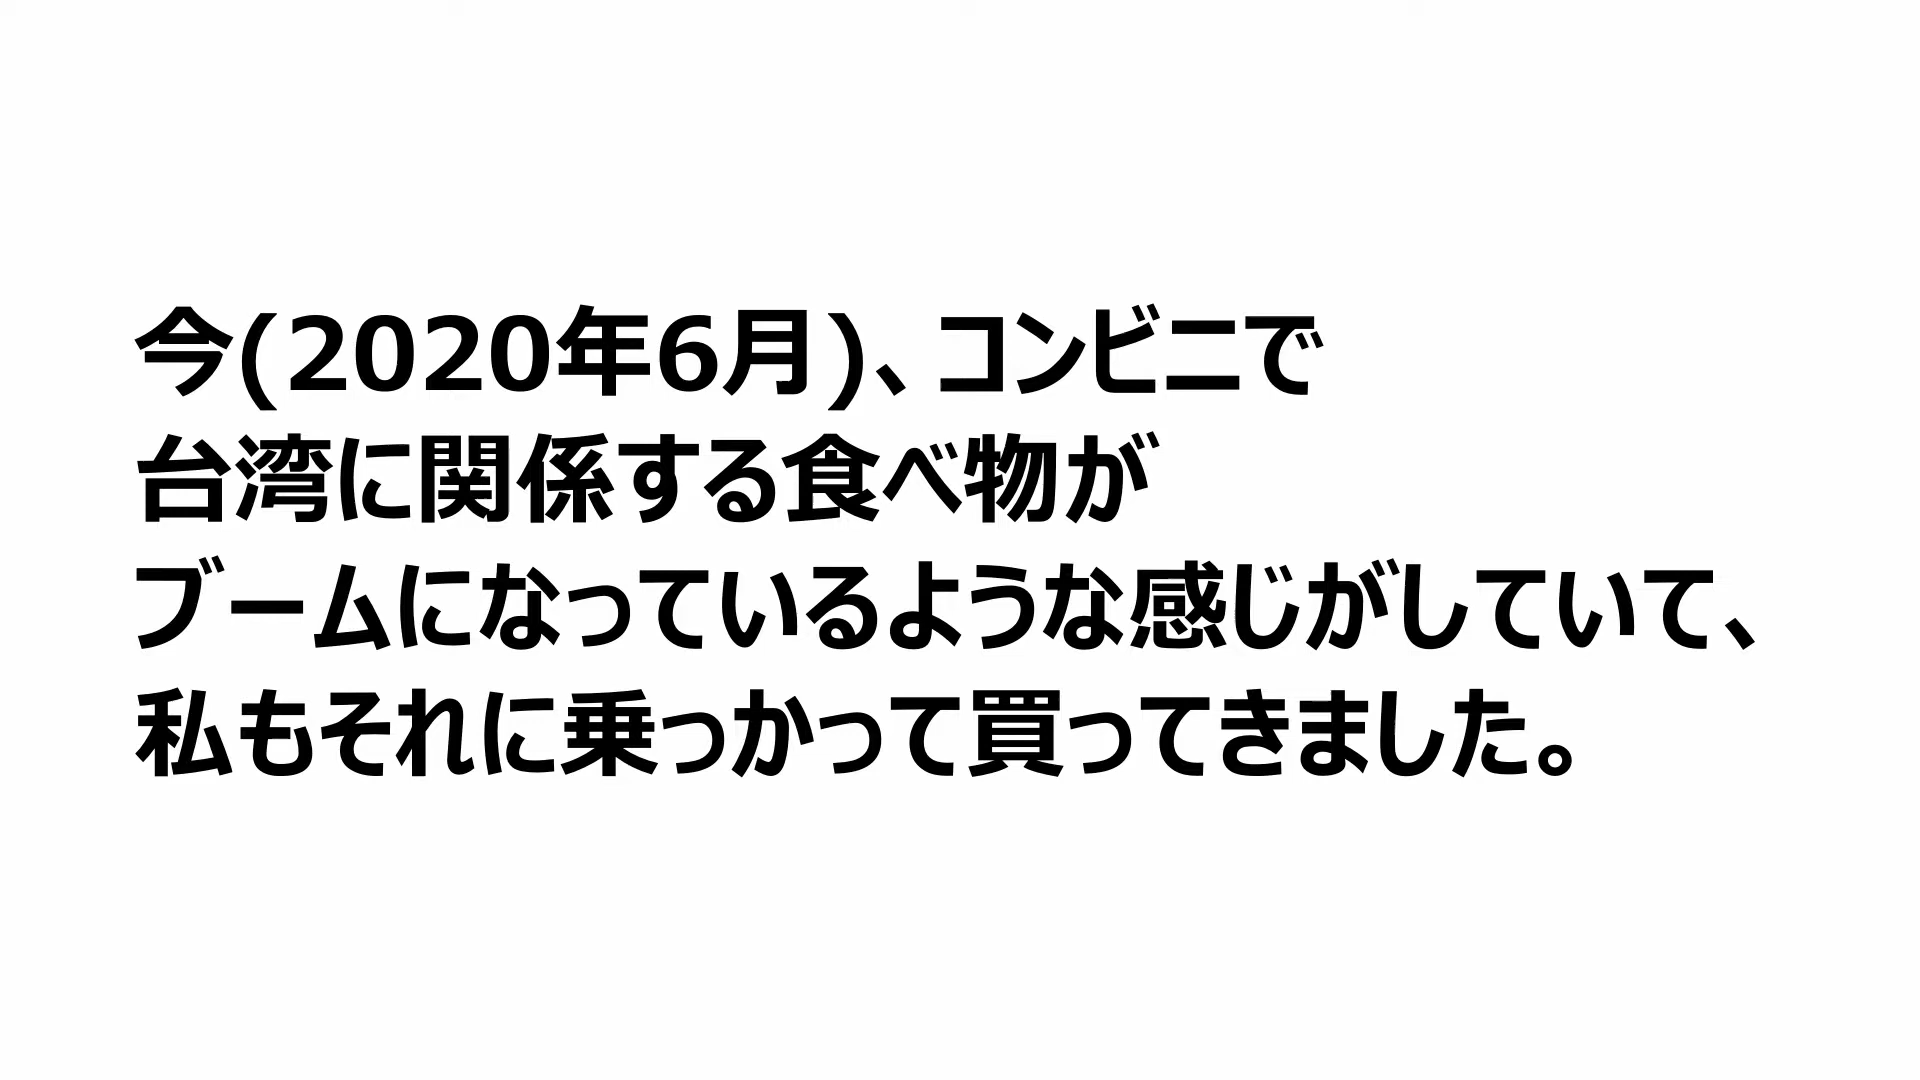 今(2020年6月)、コンビニで
台湾に関係する食べ物が
ブームになっているような感じがしていて、
私もそれに乗っかって買ってきました。